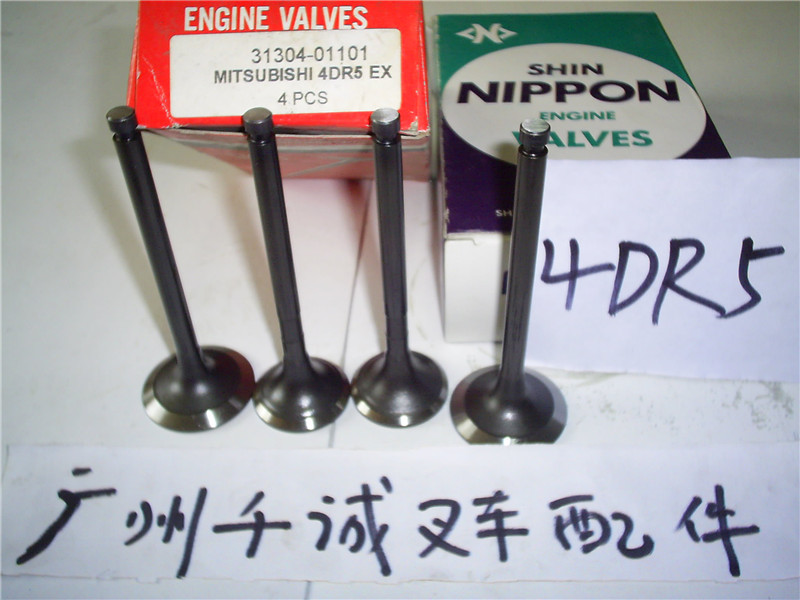 ENGINE VALVES
31304-01101
MITSUBISHI 4DR5 EX
4 PCS
N
SHIN
NIPPON
ENGINE
VALVES
SH
4DR5
广州千诚叉车配件